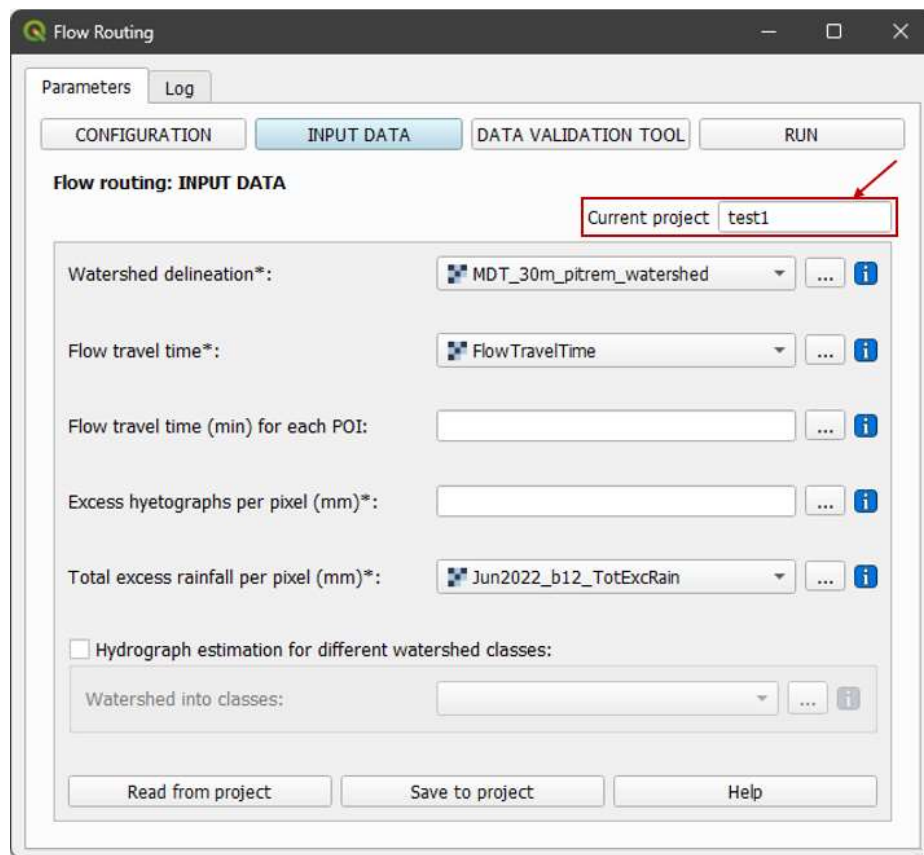 Flow Routing
Parameters Log
CONFIGURATION INPUT DATA DATA VALIDATION TOOL RUN
Flow routing: INPUT DATA
Current project test1
Watershed delineation*: MDT_30m_pitrem_watershed ... i
Flow travel time*: FlowTravelTime ... i
Flow travel time (min) for each POI: ... i
Excess hyetographs per pixel (mm)*: ... i
Total excess rainfall per pixel (mm)*: Jun2022_b12_TotExcRain ... i
Hydrograph estimation for different watershed classes:
Watershed into classes: ... i
Read from project Save to project Help